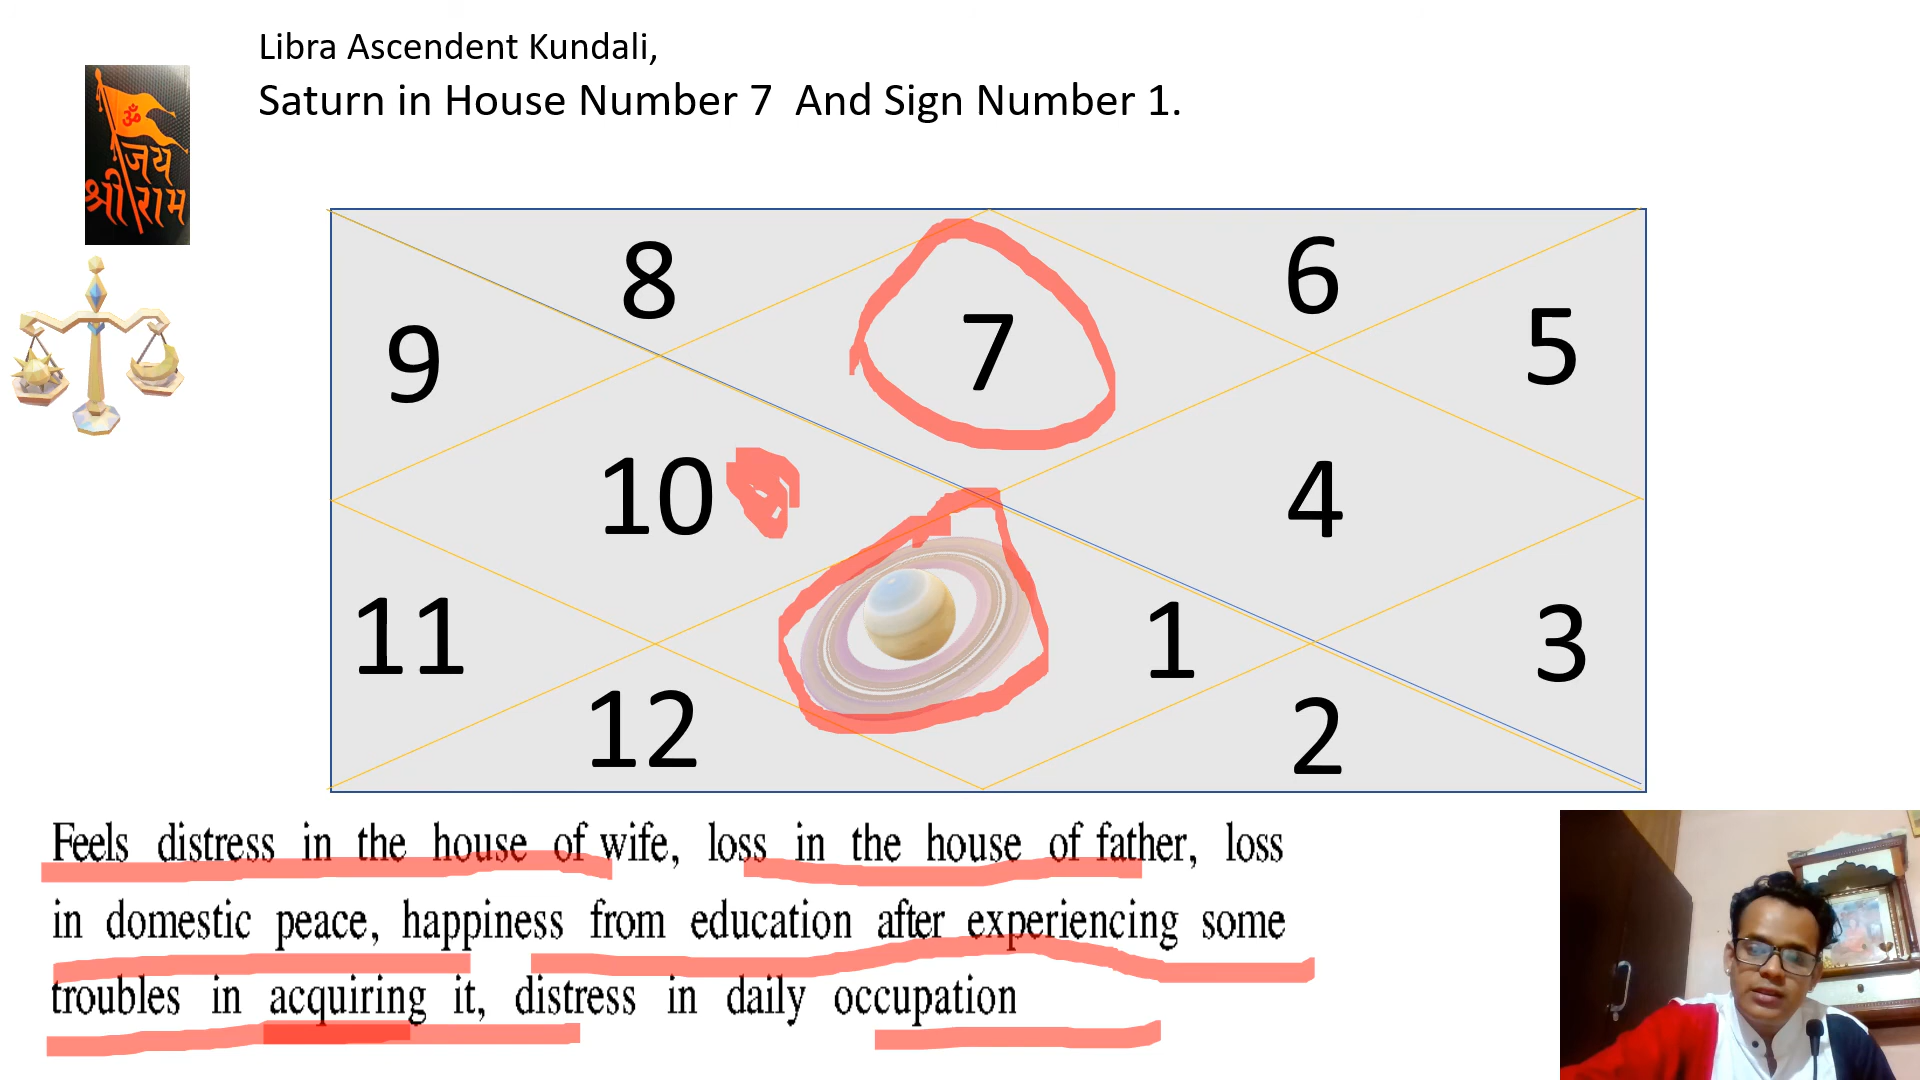 Libra Ascendent Kundali,
Saturn in House Number 7 And Sign Number 1.
ॐ
जय
श्री राम
8
7
6
9
5
10
4
11
1
3
12
2
Feels distress in the house of wife, loss in the house of father, loss
in domestic peace, happiness from education after experiencing some
troubles in acquiring it, distress in daily occupation